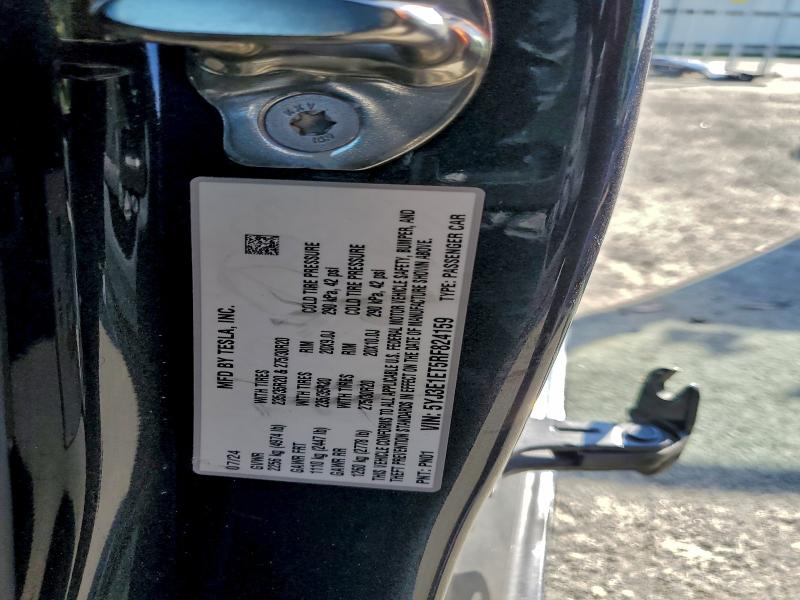 MFD BY TESLA, INC.
07/24
GVWR WITH TIRES
2256 kg (4974 lb) 235/35R20 & 275/30R20
GAWR FRT WITH TIRES RIM COLD TIRE PRESSURE
1110 kg (2447 lb) 235/35R20 20X9.0J 290 kPa, 42 psi
GAWR RR WITH TIRES RIM COLD TIRE PRESSURE
1260 kg (2778 lb) 275/30R20 20X10.0J 290 kPa, 42 psi
THIS VEHICLE CONFORMS TO ALL APPLICABLE U.S. FEDERAL MOTOR VEHICLE SAFETY, BUMPER, AND
THEFT PREVENTION STANDARDS IN EFFECT ON THE DATE OF MANUFACTURE SHOWN ABOVE.
VIN: 5YJ3E1ET5RF824159
PNT: PN01 TYPE: PASSENGER CAR